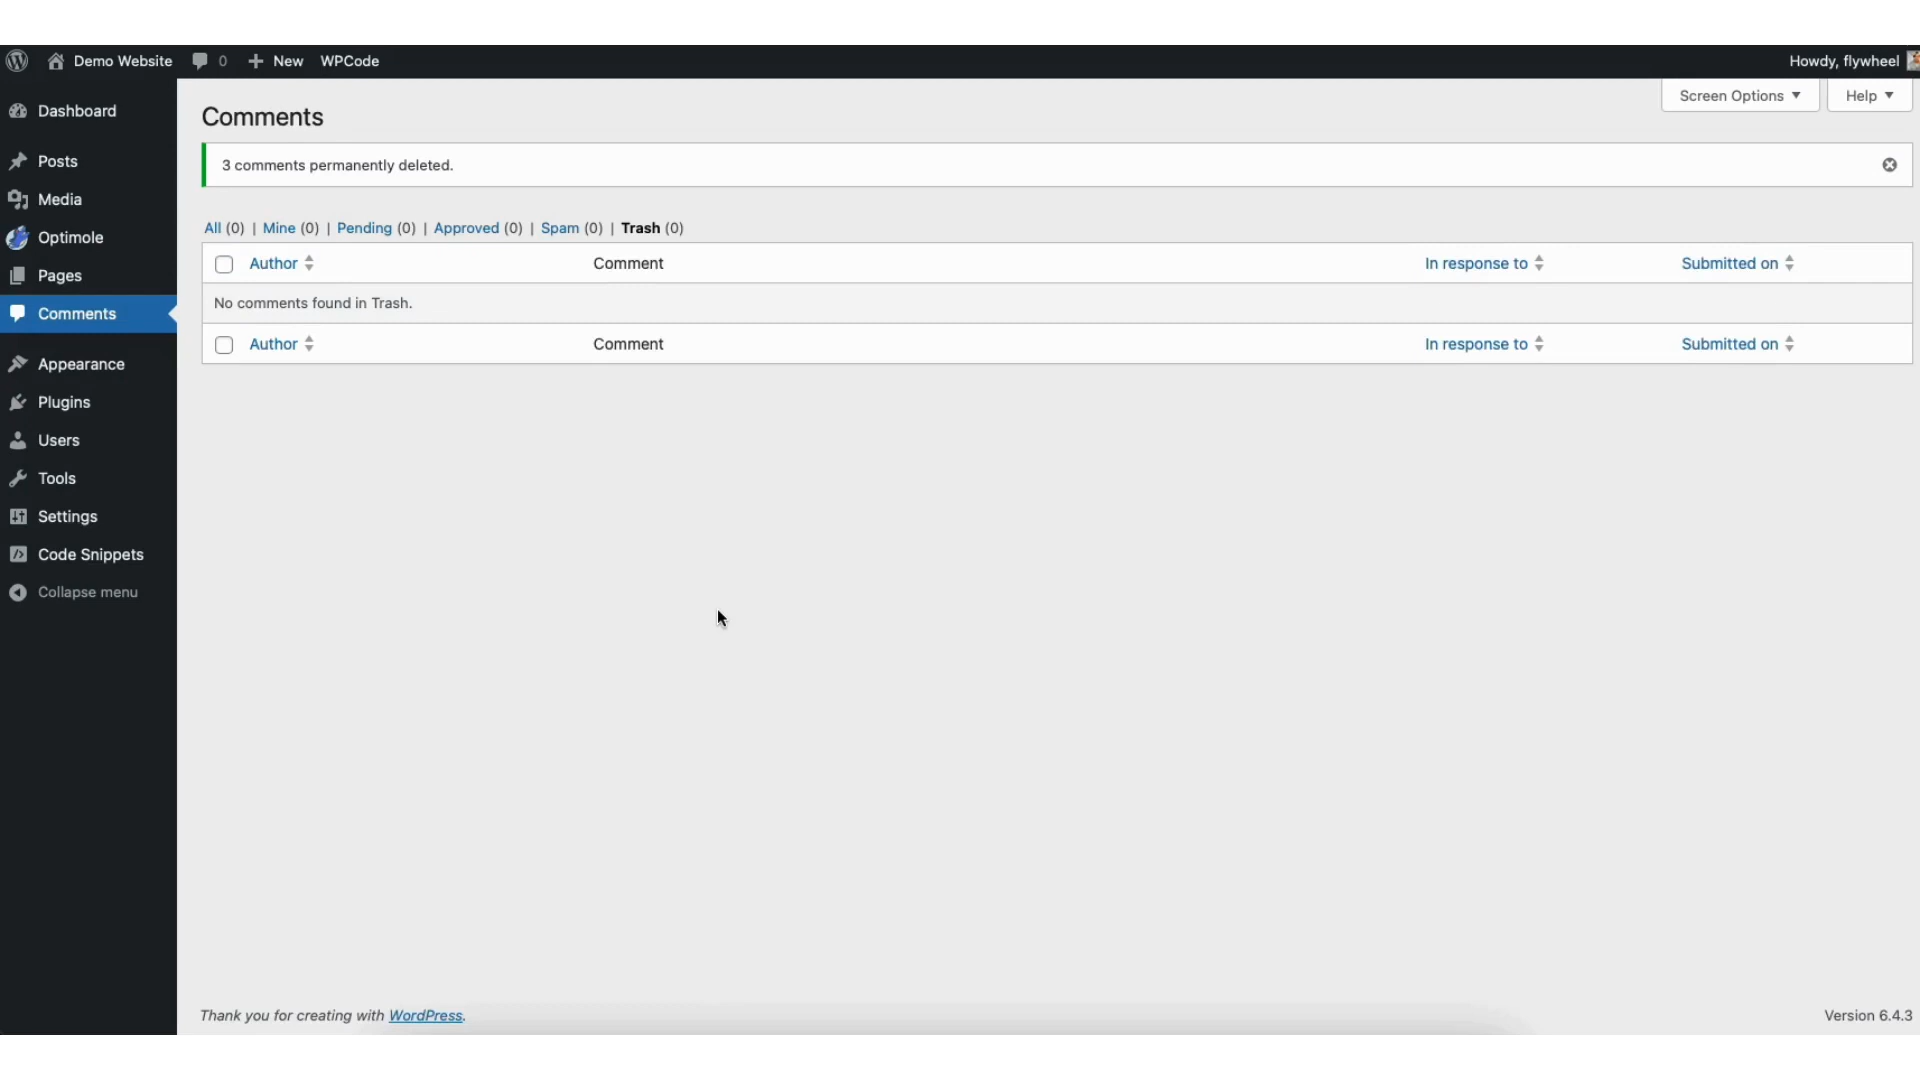 Demo Website 0 New WPCode Howdy, flywheel
Screen Options Help
Dashboard
Posts
Media
Optimole
Pages
Comments
Appearance
Plugins
Users
Tools
Settings
Code Snippets
Collapse menu
Comments
3 comments permanently deleted.
All (0) | Mine (0) | Pending (0) | Approved (0) | Spam (0) | Trash (0)
Author Comment In response to Submitted on
No comments found in Trash.
Author Comment In response to Submitted on
Thank you for creating with WordPress. Version 6.4.3